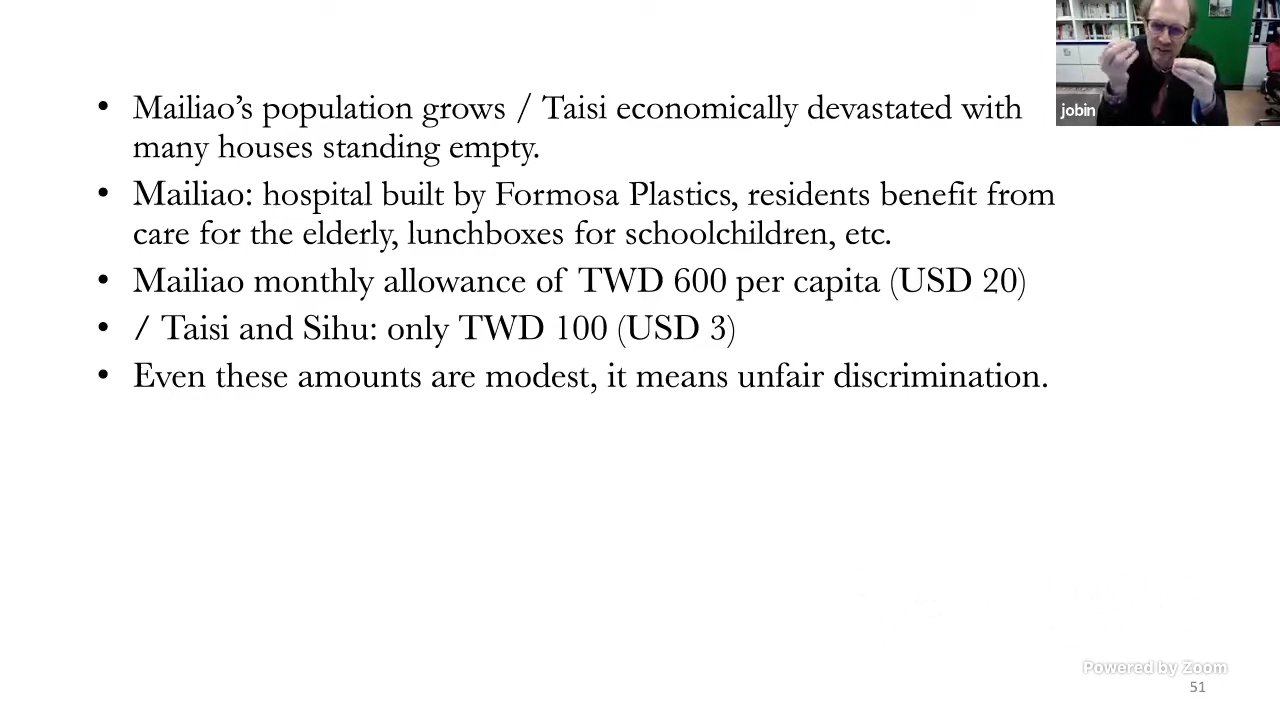 • Mailiao’s population grows / Taisi economically devastated with
many houses standing empty.
• Mailiao: hospital built by Formosa Plastics, residents benefit from
care for the elderly, lunchboxes for schoolchildren, etc.
• Mailiao monthly allowance of TWD 600 per capita (USD 20)
• / Taisi and Sihu: only TWD 100 (USD 3)
• Even these amounts are modest, it means unfair discrimination.
jobin
Powered by Zoom
51